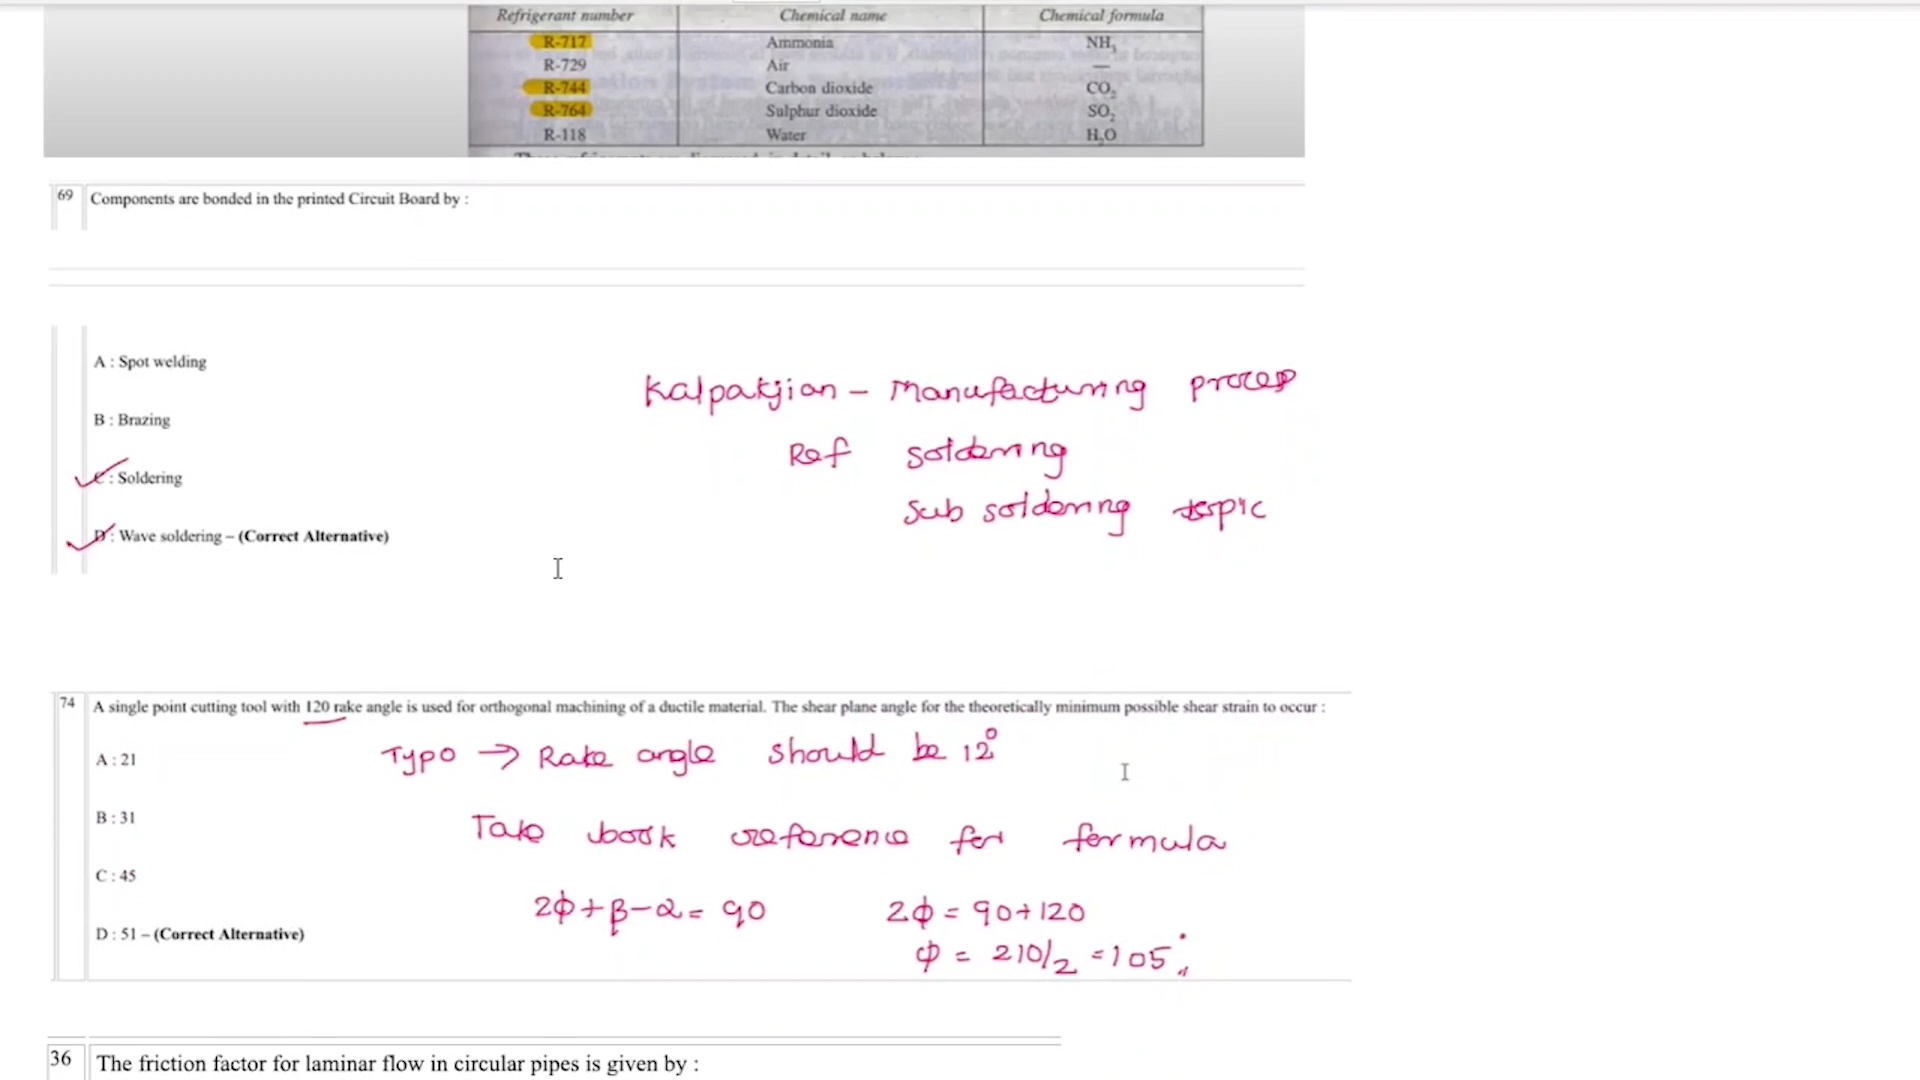 Refrigerant number Chemical name Chemical formula
R-717 Ammonia NH₃
R-729 Air —
R-744 Carbon dioxide CO₂
R-764 Sulphur dioxide SO₂
R-118 Water H₂O
69 Components are bonded in the printed Circuit Board by :
A : Spot welding
B : Brazing
C : Soldering
D : Wave soldering – (Correct Alternative)
Kalpakjian - Manufacturing process
Ref soldering
Sub soldering topic
74 A single point cutting tool with 120 rake angle is used for orthogonal machining of a ductile material. The shear plane angle for the theoretically minimum possible shear strain to occur :
A : 21
B : 31
C : 45
D : 51 – (Correct Alternative)
Typo → Rake angle should be 12°
Take book reference for formula
2ϕ+β-α= 90 2ϕ = 90+120
ϕ = 210/2 =105°
36 The friction factor for laminar flow in circular pipes is given by :